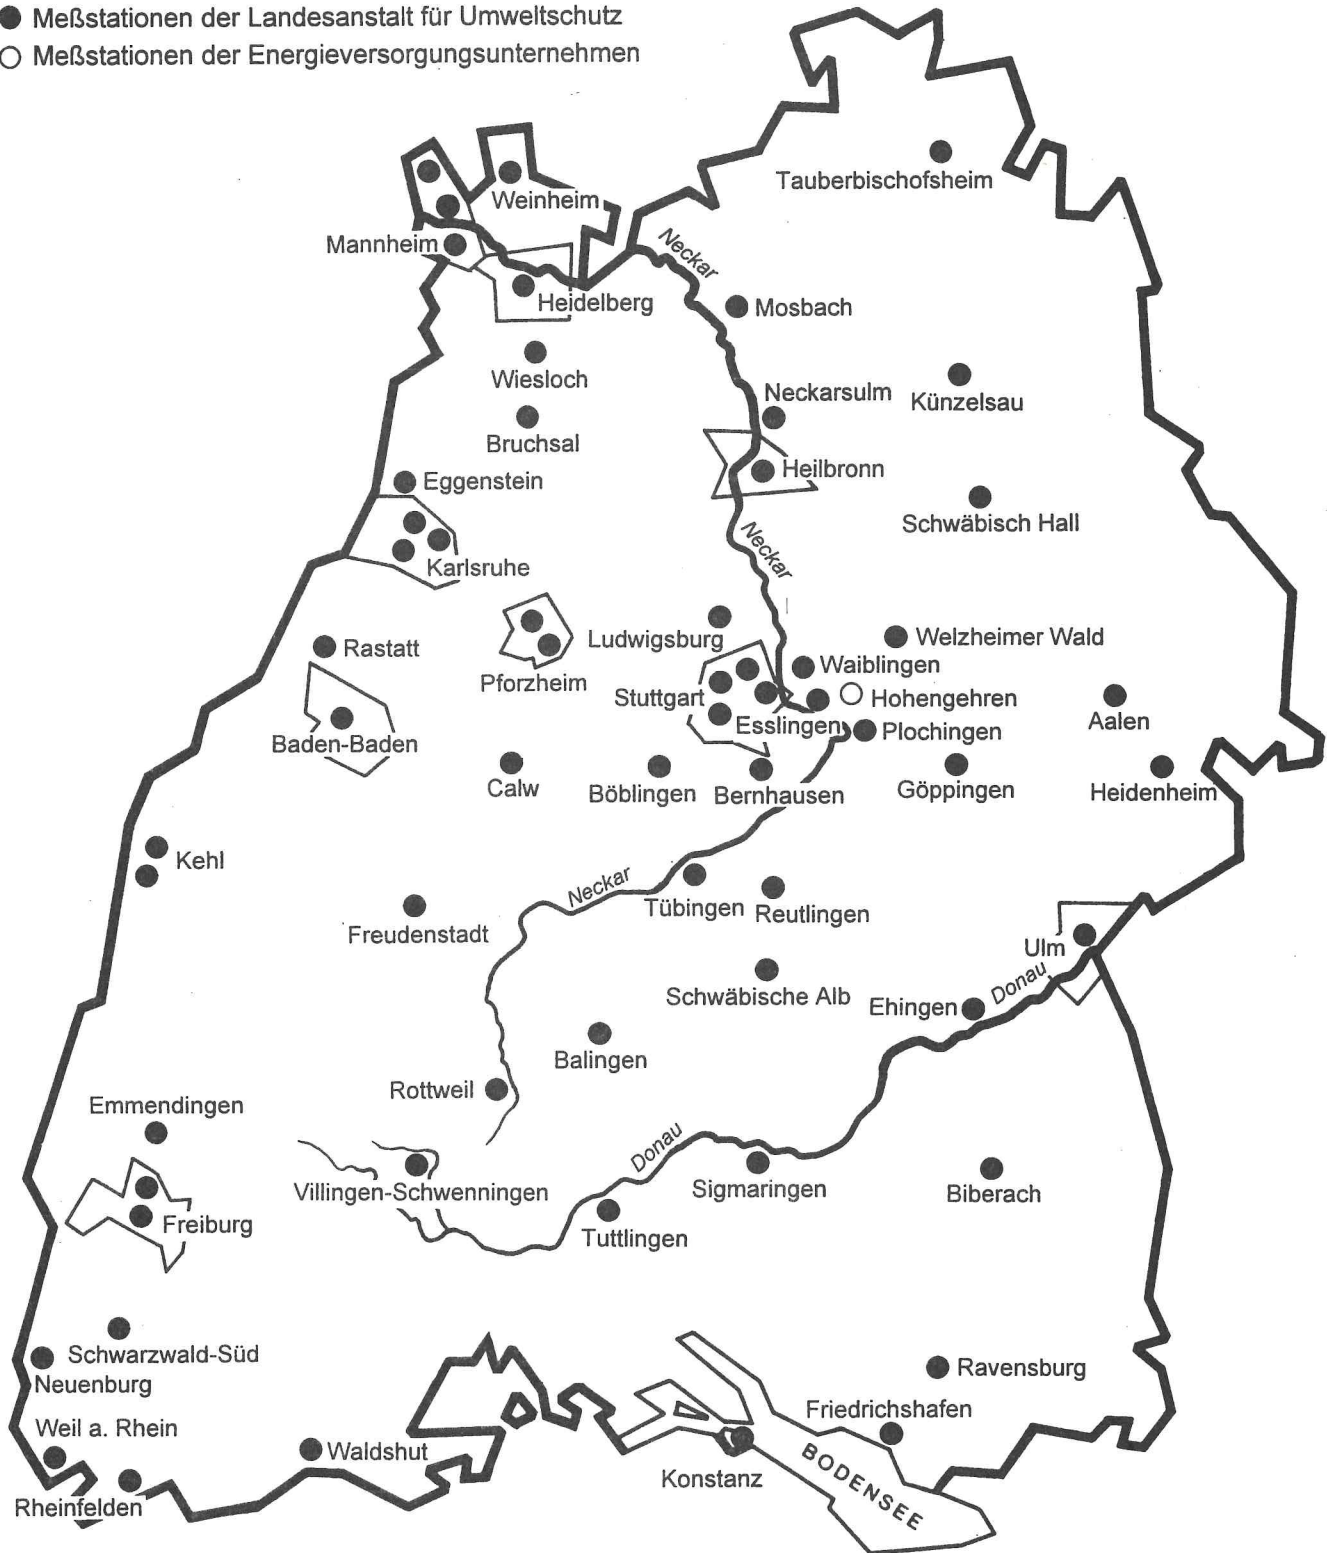 Meßstationen der Landesanstalt für Umweltschutz
Meßstationen der Energieversorgungsunternehmen
Tauberbischofsheim
Weinheim
Mannheim
Neckar
Heidelberg
Mosbach
Wiesloch
Neckarsulm
Künzelsau
Bruchsal
Heilbronn
Eggenstein
Schwäbisch Hall
Neckar
Karlsruhe
Ludwigsburg
Welzheimer Wald
Rastatt
Waiblingen
Pforzheim
Stuttgart
Hohengehren
Esslingen
Aalen
Plochingen
Baden-Baden
Calw
Böblingen
Bernhausen
Göppingen
Heidenheim
Kehl
Neckar
Tübingen
Reutlingen
Freudenstadt
Ulm
Donau
Schwäbische Alb
Ehingen
Balingen
Rottweil
Emmendingen
Donau
Villingen-Schwenningen
Sigmaringen
Biberach
Freiburg
Tuttlingen
Schwarzwald-Süd
Neuenburg
Ravensburg
Friedrichshafen
Weil a. Rhein
Waldshut
Konstanz
BODENSEE
Rheinfelden